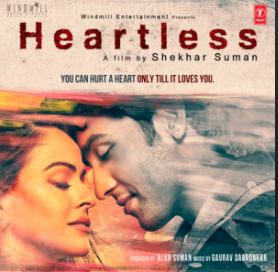 WINDMILL
Windmill Entertainment Presents
T
SERIES
Heartless
A film by Shekhar Suman
YOU CAN HURT A HEART ONLY TILL IT LOVES YOU.
PRODUCED BY ALKA SUMAN MUSIC BY GAURAV DAGAONKAR